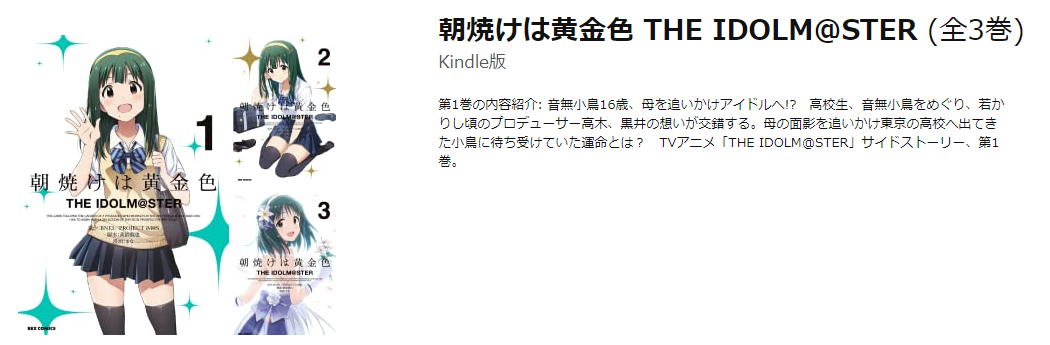 朝焼けは黄金色 THE IDOLM@STER (全3巻)
Kindle版
第1巻の内容紹介: 音無小鳥16歳、母を追いかけアイドルへ!?　高校生、音無小鳥をめぐり、若か
りし頃のプロデューサー高木、黒井の想いが交錯する。母の面影を追いかけ東京の高校へ出てき
た小鳥に待ち受けていた運命とは？　TVアニメ「THE IDOLM@STER」サイドストーリー、第1
巻。
1
朝焼けは黄金色
THE IDOLM@STER
REX COMICS
2
朝焼けは黄金色
THE IDOLM@STER
3
朝焼けは黄金色
THE IDOLM@STER